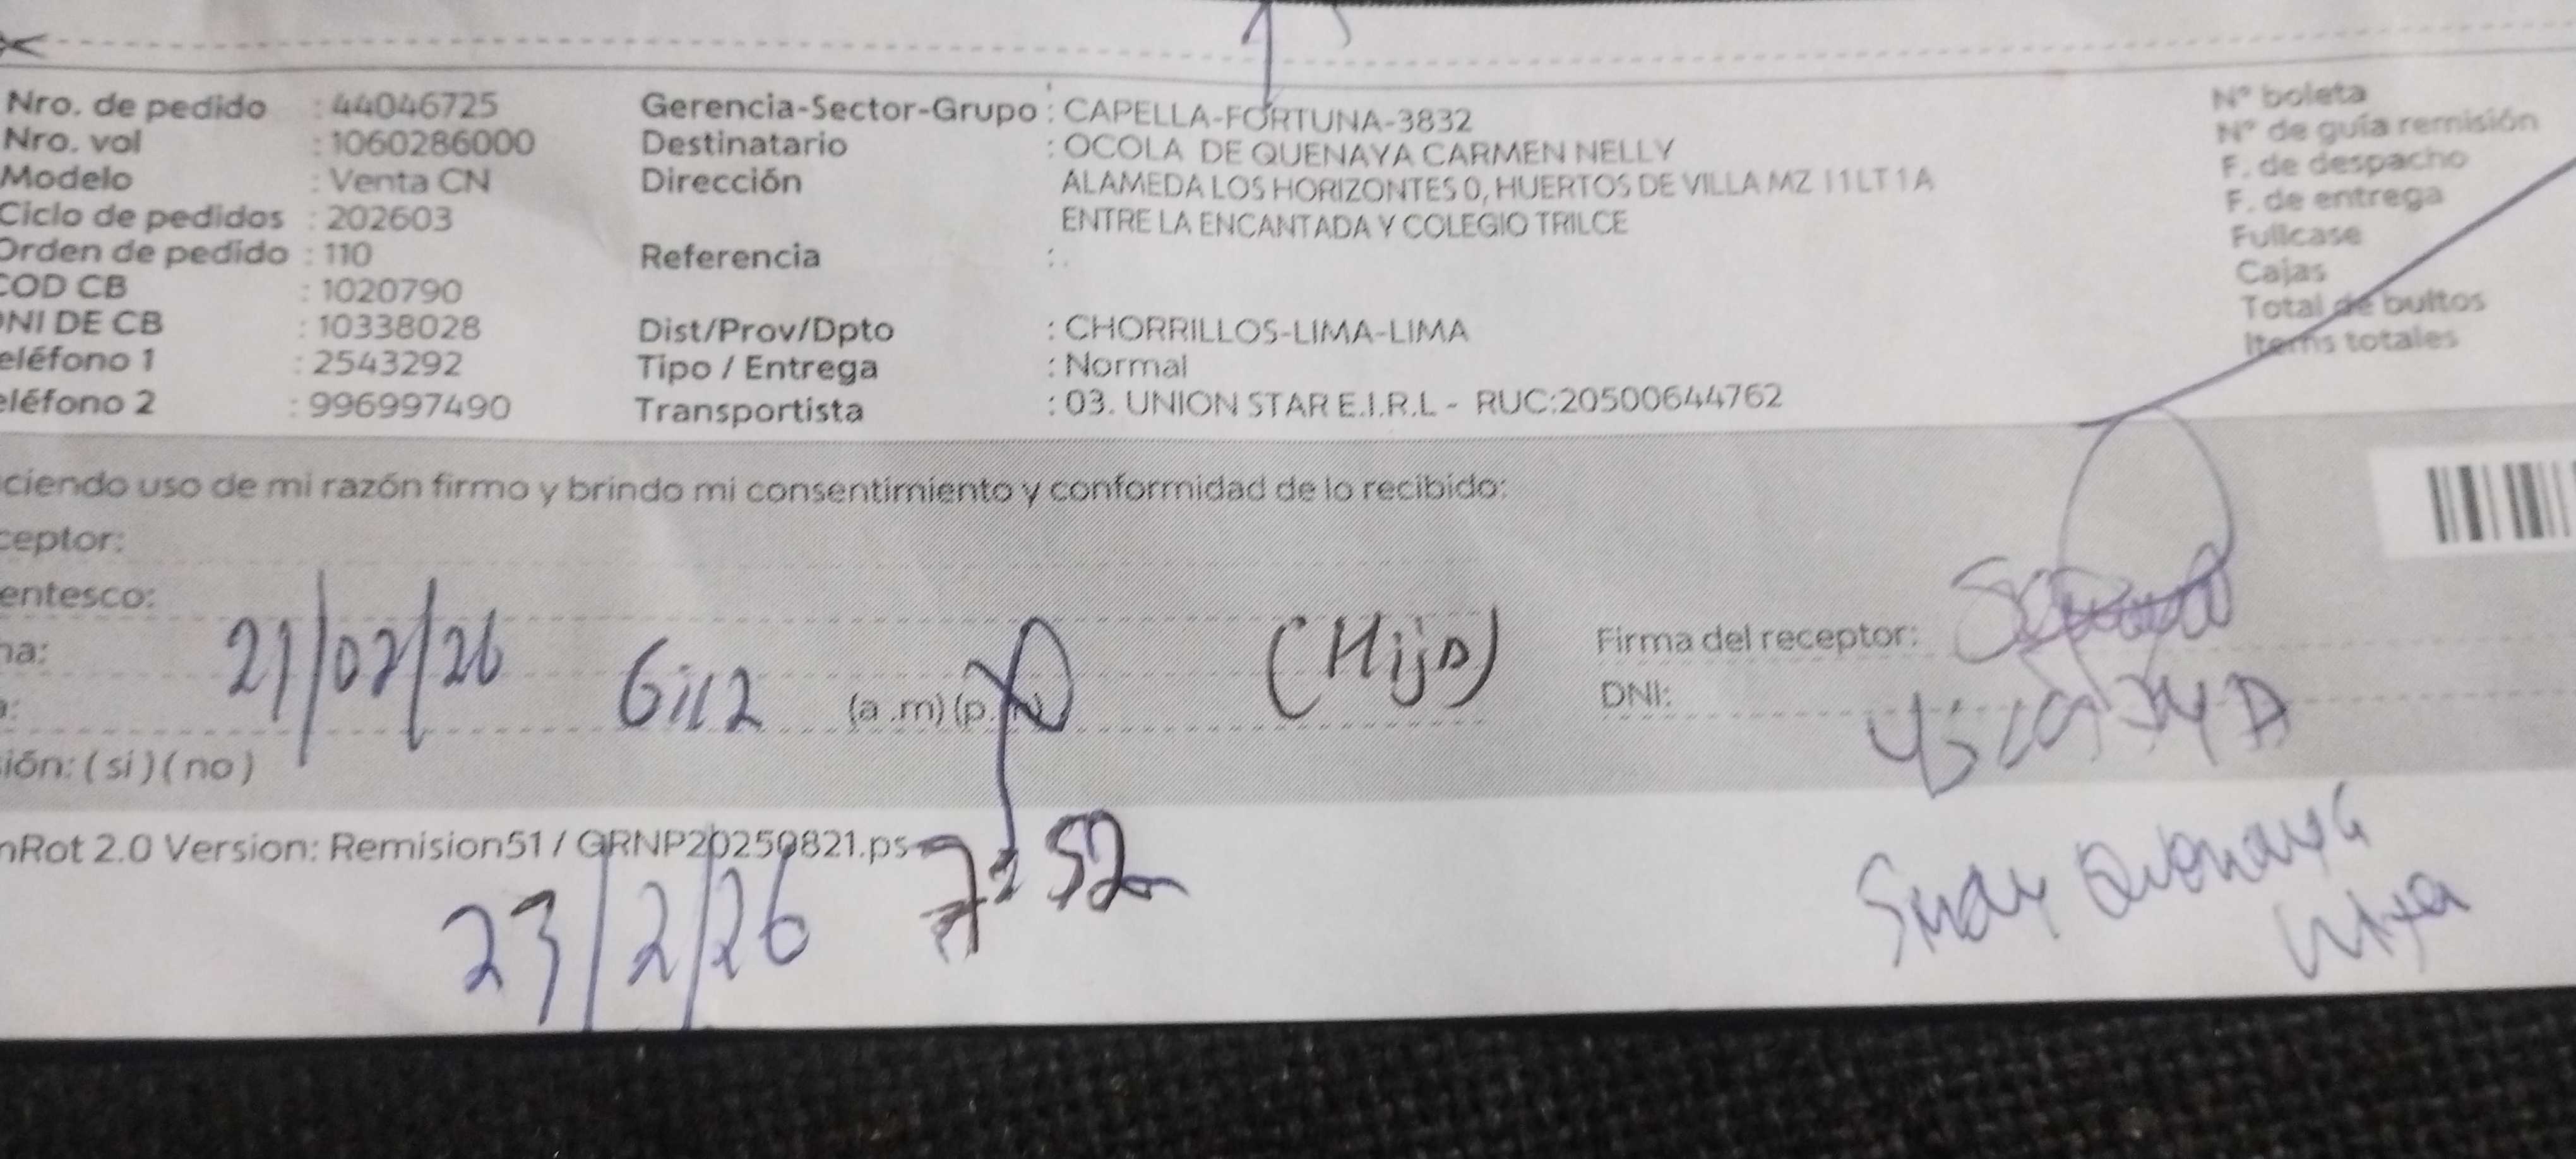 Nro. de pedido : 44046725
Nro. vol : 1060286000
Modelo : Venta CN
Ciclo de pedidos : 202603
Orden de pedido : 110
COD CB : 1020790
DNI DE CB : 10338028
eléfono 1 : 2543292
eléfono 2 : 996997490
Gerencia-Sector-Grupo : CAPELLA-FORTUNA-3832
Destinatario : OCOLA DE QUENAYA CARMEN NELLY
Dirección ALAMEDA LOS HORIZONTES 0, HUERTOS DE VILLA MZ I1 LT 1A
ENTRE LA ENCANTADA Y COLEGIO TRILCE
Referencia : .
Dist/Prov/Dpto : CHORRILLOS-LIMA-LIMA
Tipo / Entrega : Normal
Transportista : 03. UNION STAR E.I.R.L - RUC:20500644762
N° boleta
N° de guía remisión
F. de despacho
F. de entrega
Fullcase
Cajas
Total de bultos
Items totales
ciendo uso de mi razón firmo y brindo mi consentimiento y conformidad de lo recibido:
ceptor:
entesco:
na: 21/02/26
a: 6:12 (a .m) (p. m) (Hijo)
Firma del receptor:
DNI:
ión: ( si ) ( no )
nRot 2.0 Version: Remision51 / GRNP20250821.ps
23/2/26 7:52